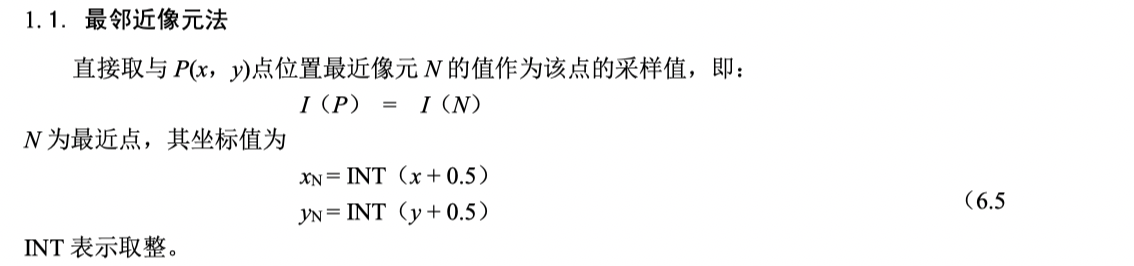 1.1. 最邻近像元法
直接取与 P(x，y)点位置最近像元 N 的值作为该点的采样值，即：
I（P） = I（N）
N 为最近点，其坐标值为
xN = INT（x + 0.5）
yN = INT（y + 0.5）
（6.5
INT 表示取整。